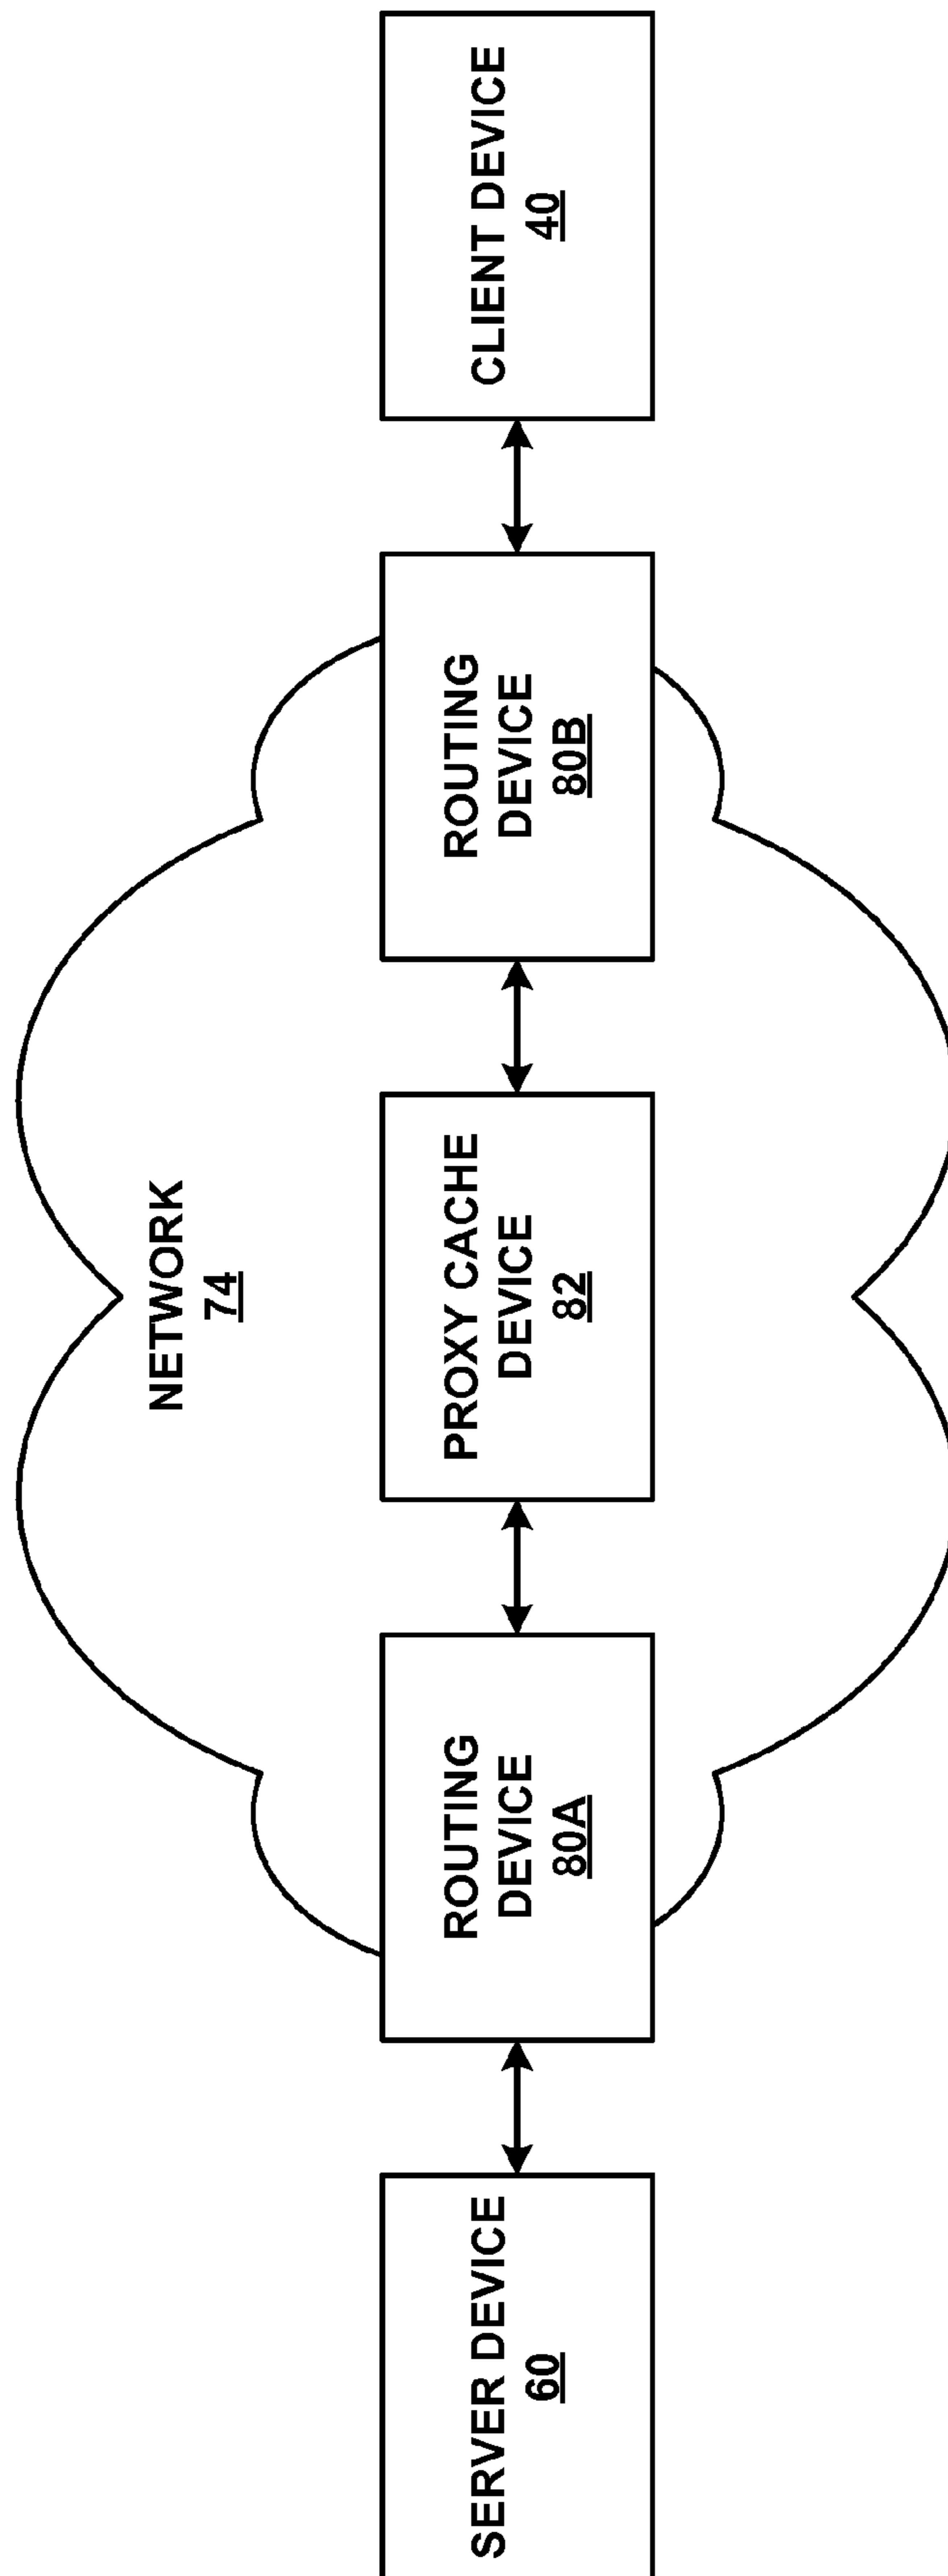 NETWORK
74
SERVER DEVICE
60
ROUTING
DEVICE
80A
PROXY CACHE
DEVICE
82
ROUTING
DEVICE
80B
CLIENT DEVICE
40